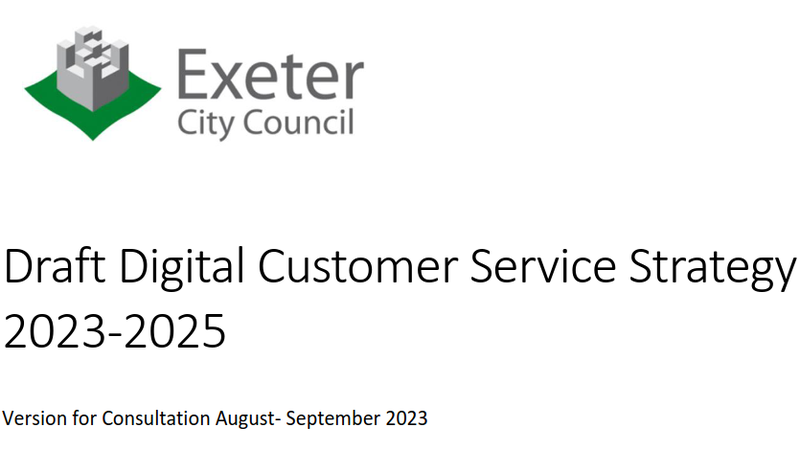 Exeter
City Council
Draft Digital Customer Service Strategy
2023-2025
Version for Consultation August- September 2023